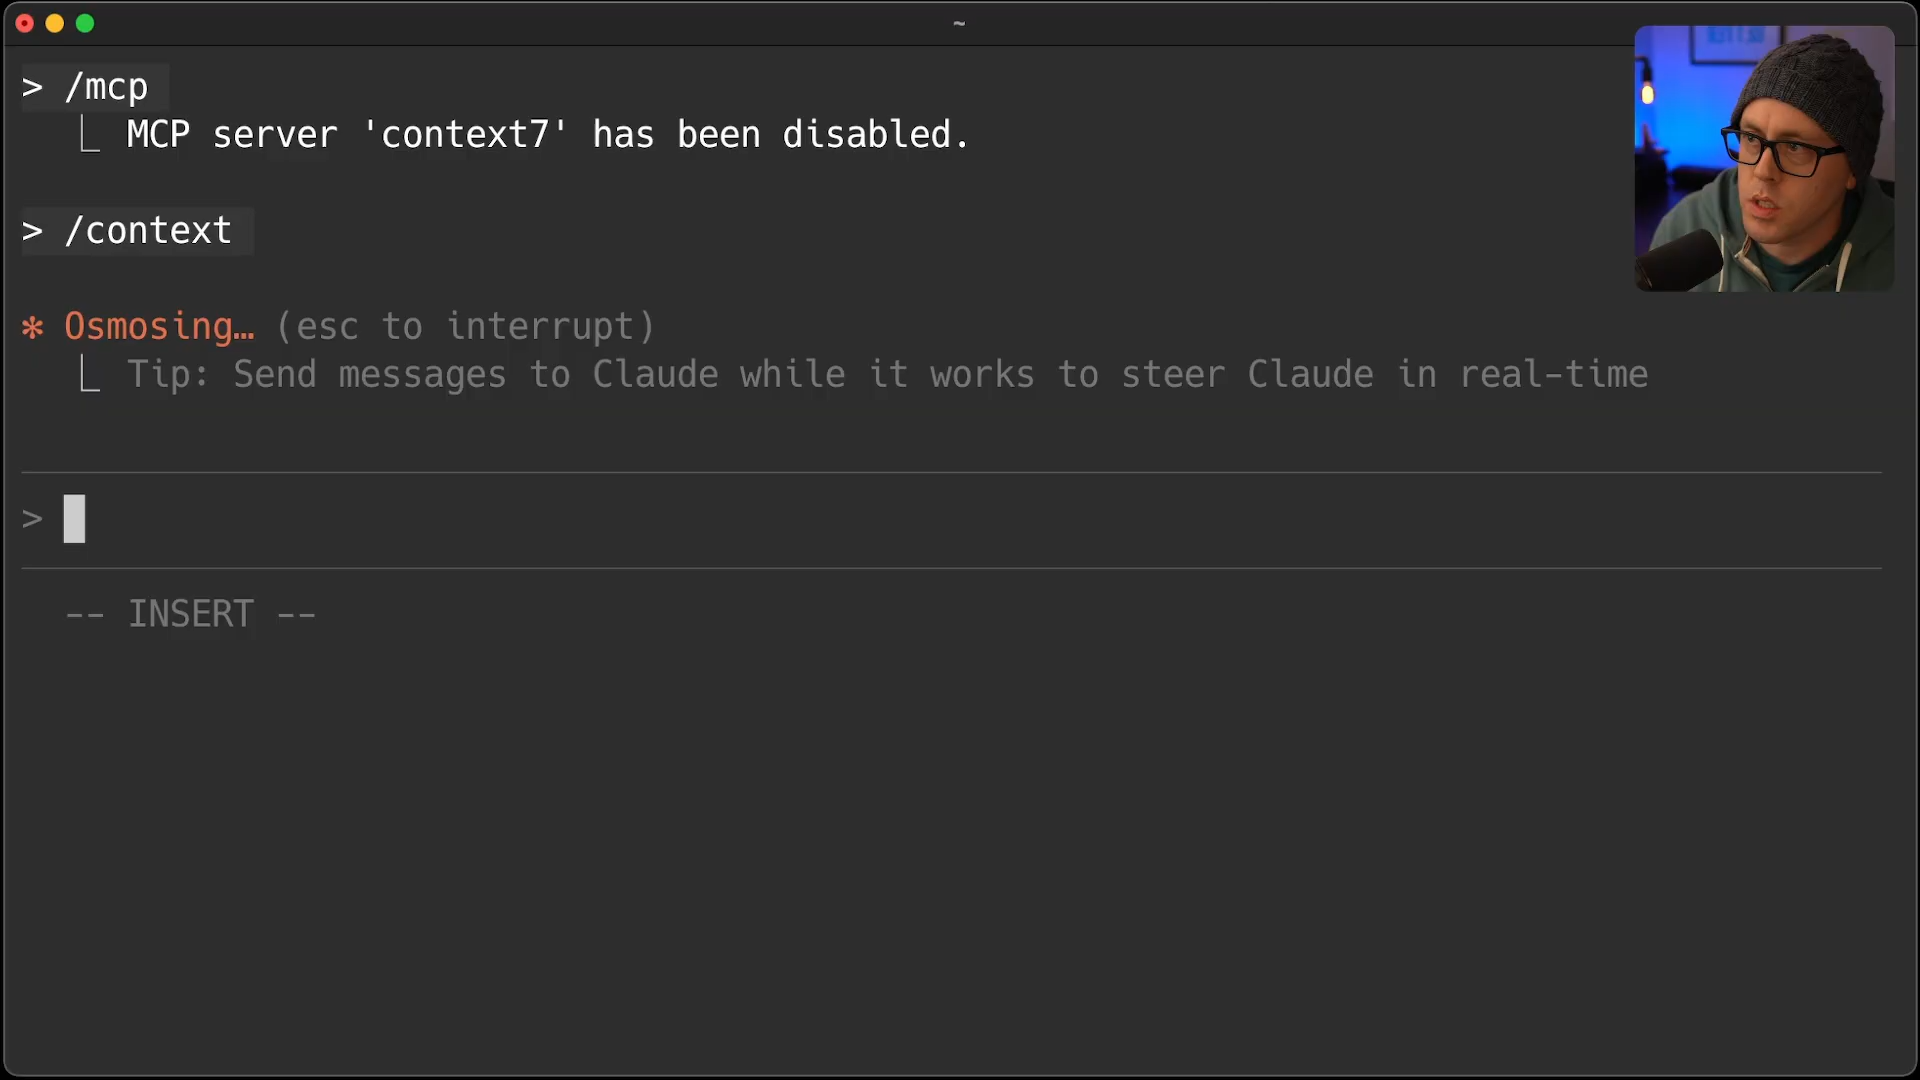 ~
> /mcp
⎿ MCP server 'context7' has been disabled.
> /context
✻ Osmosing… (esc to interrupt)
⎿ Tip: Send messages to Claude while it works to steer Claude in real-time
>
-- INSERT --